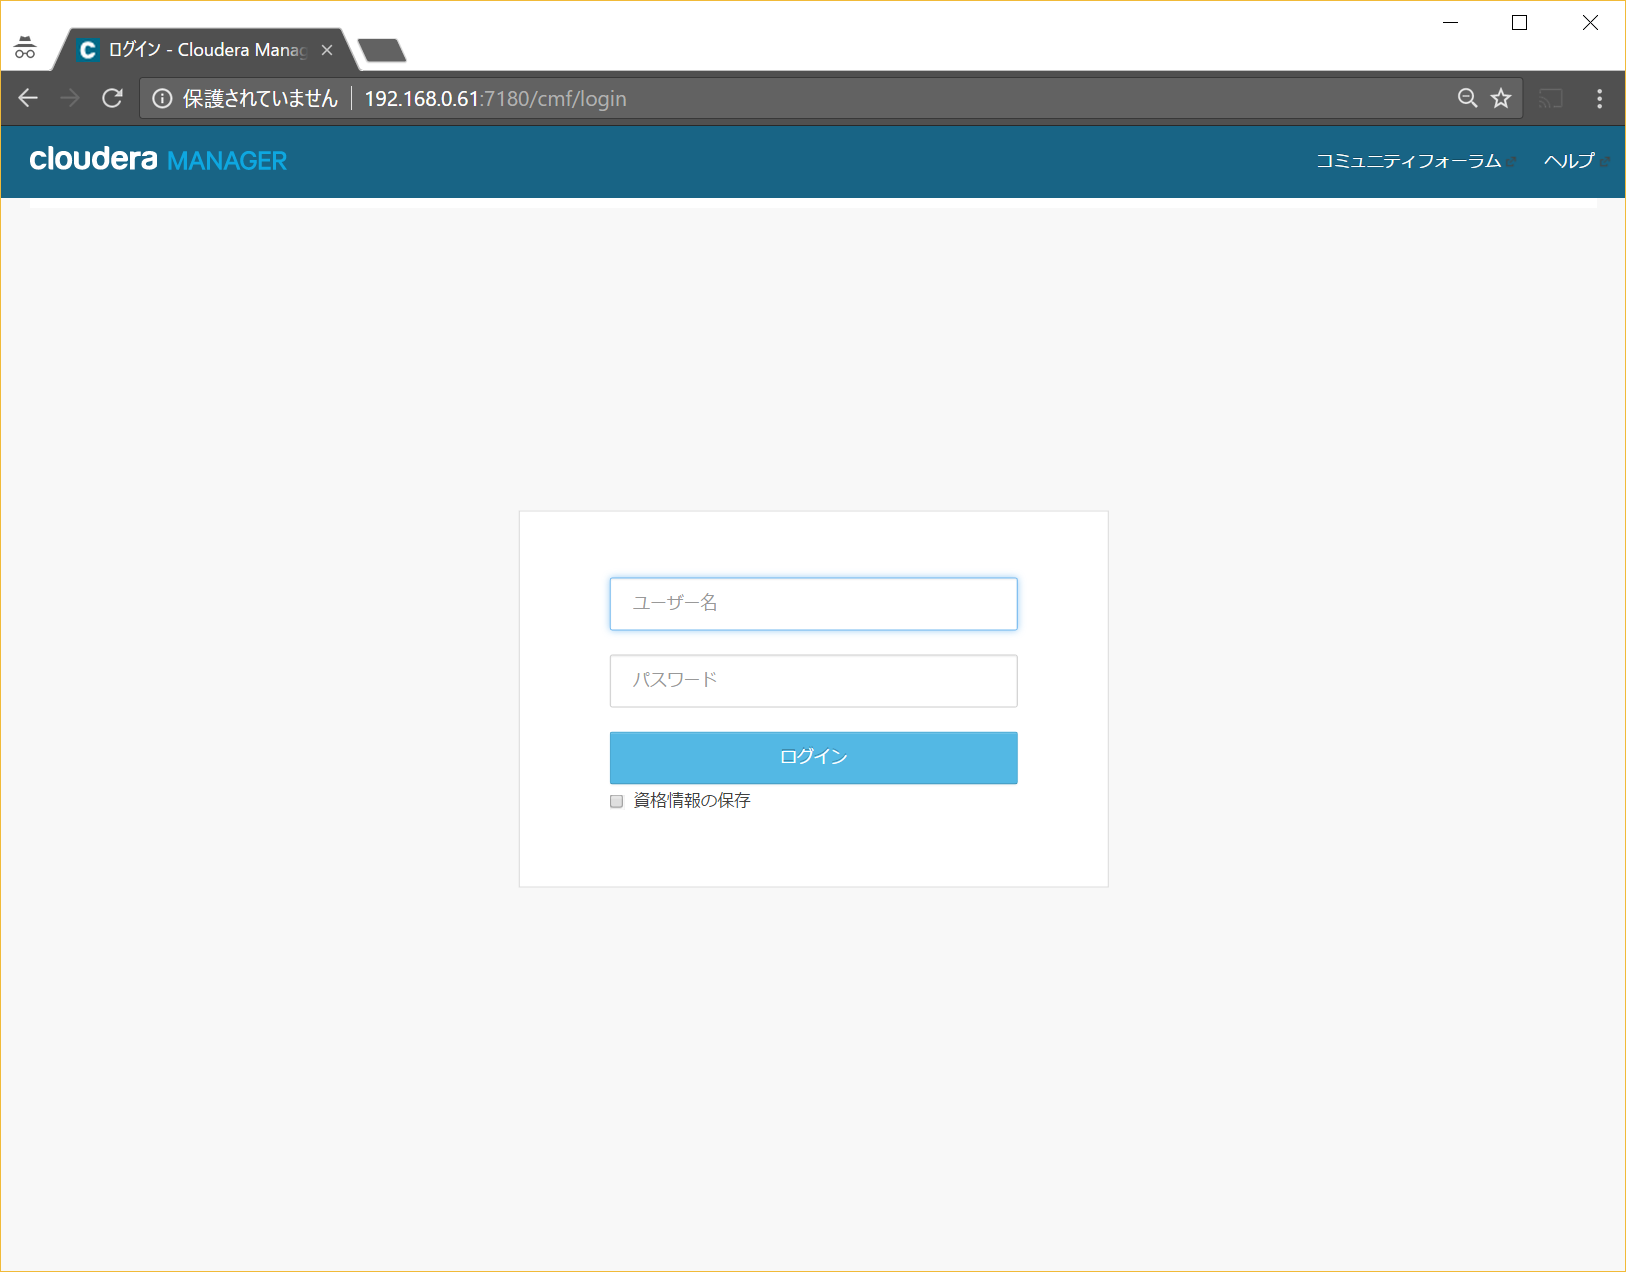 ログイン - Cloudera Manag
保護されていません 192.168.0.61:7180/cmf/login
cloudera MANAGER
コミュニティフォーラム ヘルプ
ユーザー名
パスワード
ログイン
資格情報の保存